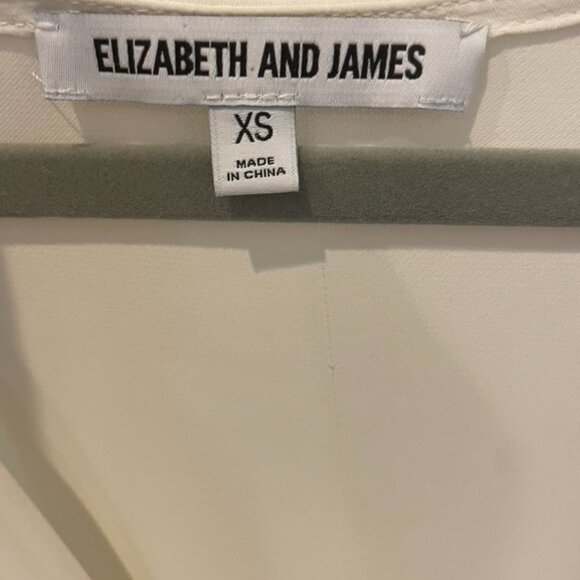 ELIZABETH AND JAMES
XS
MADE
IN CHINA